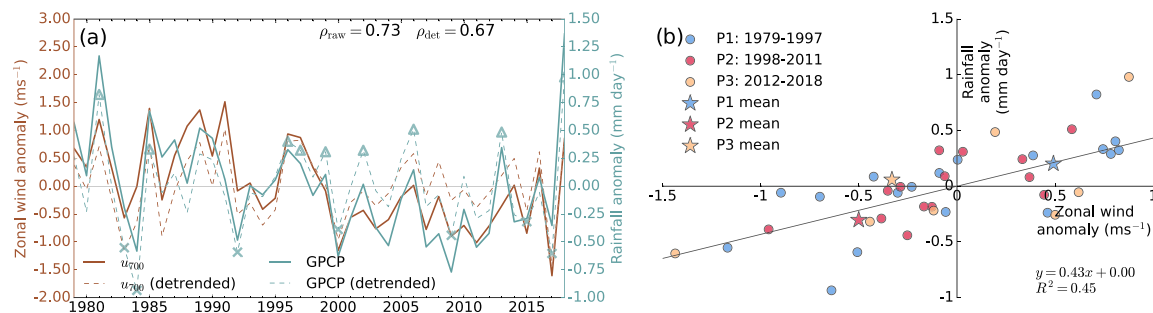 (a)
ρraw = 0.73 ρdet = 0.67
Zonal wind anomaly (ms⁻¹)
3.00
2.50
2.00
1.50
1.00
0.50
0.00
-0.50
-1.00
-1.50
-2.00
1.50
1.25
1.00
0.75
0.50
0.25
0.00
-0.25
-0.50
-0.75
-1.00
Rainfall anomaly (mm day⁻¹)
u700
u700 (detrended)
GPCP
GPCP (detrended)
1980 1985 1990 1995 2000 2005 2010 2015
(b)
P1: 1979-1997
P2: 1998-2011
P3: 2012-2018
P1 mean
P2 mean
P3 mean
Rainfall
anomaly
(mm day⁻¹)
1.5
1
0.5
-0.5
-1
-1.5 -1 -0.5 0 0.5 1
Zonal wind
anomaly (ms⁻¹)
y = 0.43x + 0.00
R² = 0.45